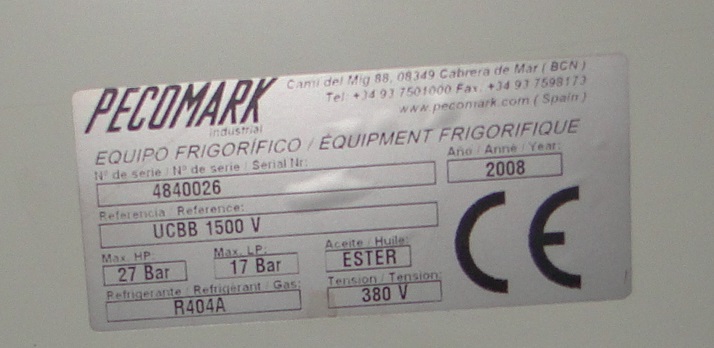 PECOMARK
industrial
Camí del Mig 88, 08349 Cabrera de Mar ( BCN )
Tel: +34 93 7501000 Fax. +34 93 7598173
www.pecomark.com ( Spain )
EQUIPO FRIGORÍFICO / ÉQUIPMENT FRIGORIFIQUE
Nº de serie / Nº de série / Serial Nr:
4840026
Año / Anné / Year:
2008
Referencia / Reference:
UCBB 1500 V
Max. HP:
27 Bar
Max. LP:
17 Bar
Aceite / Huile:
ESTER
Refrigerante / Refrigerant / Gas:
R404A
Tension / Tension:
380 V
CE